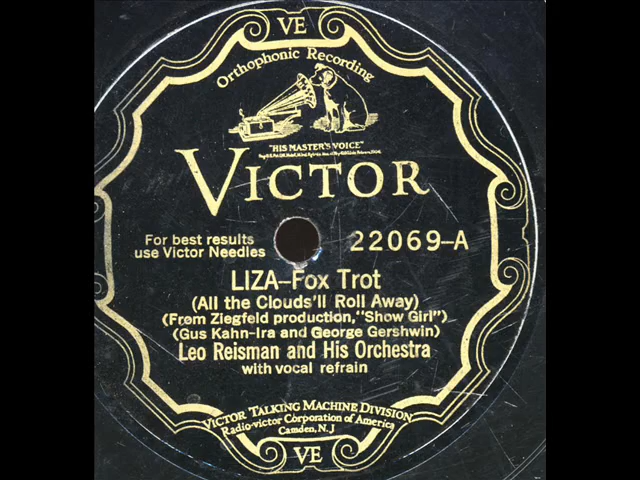 VE
Orthophonic Recording
"HIS MASTER'S VOICE"
VICTOR
For best results
use Victor Needles
22069-A
LIZA-Fox Trot
(All the Clouds'll Roll Away)
(From Ziegfeld production, "Show Girl")
(Gus Kahn-Ira and George Gershwin)
Leo Reisman and His Orchestra
with vocal refrain
VICTOR TALKING MACHINE DIVISION
Radio-Victor Corporation of America
Camden, N. J
VE